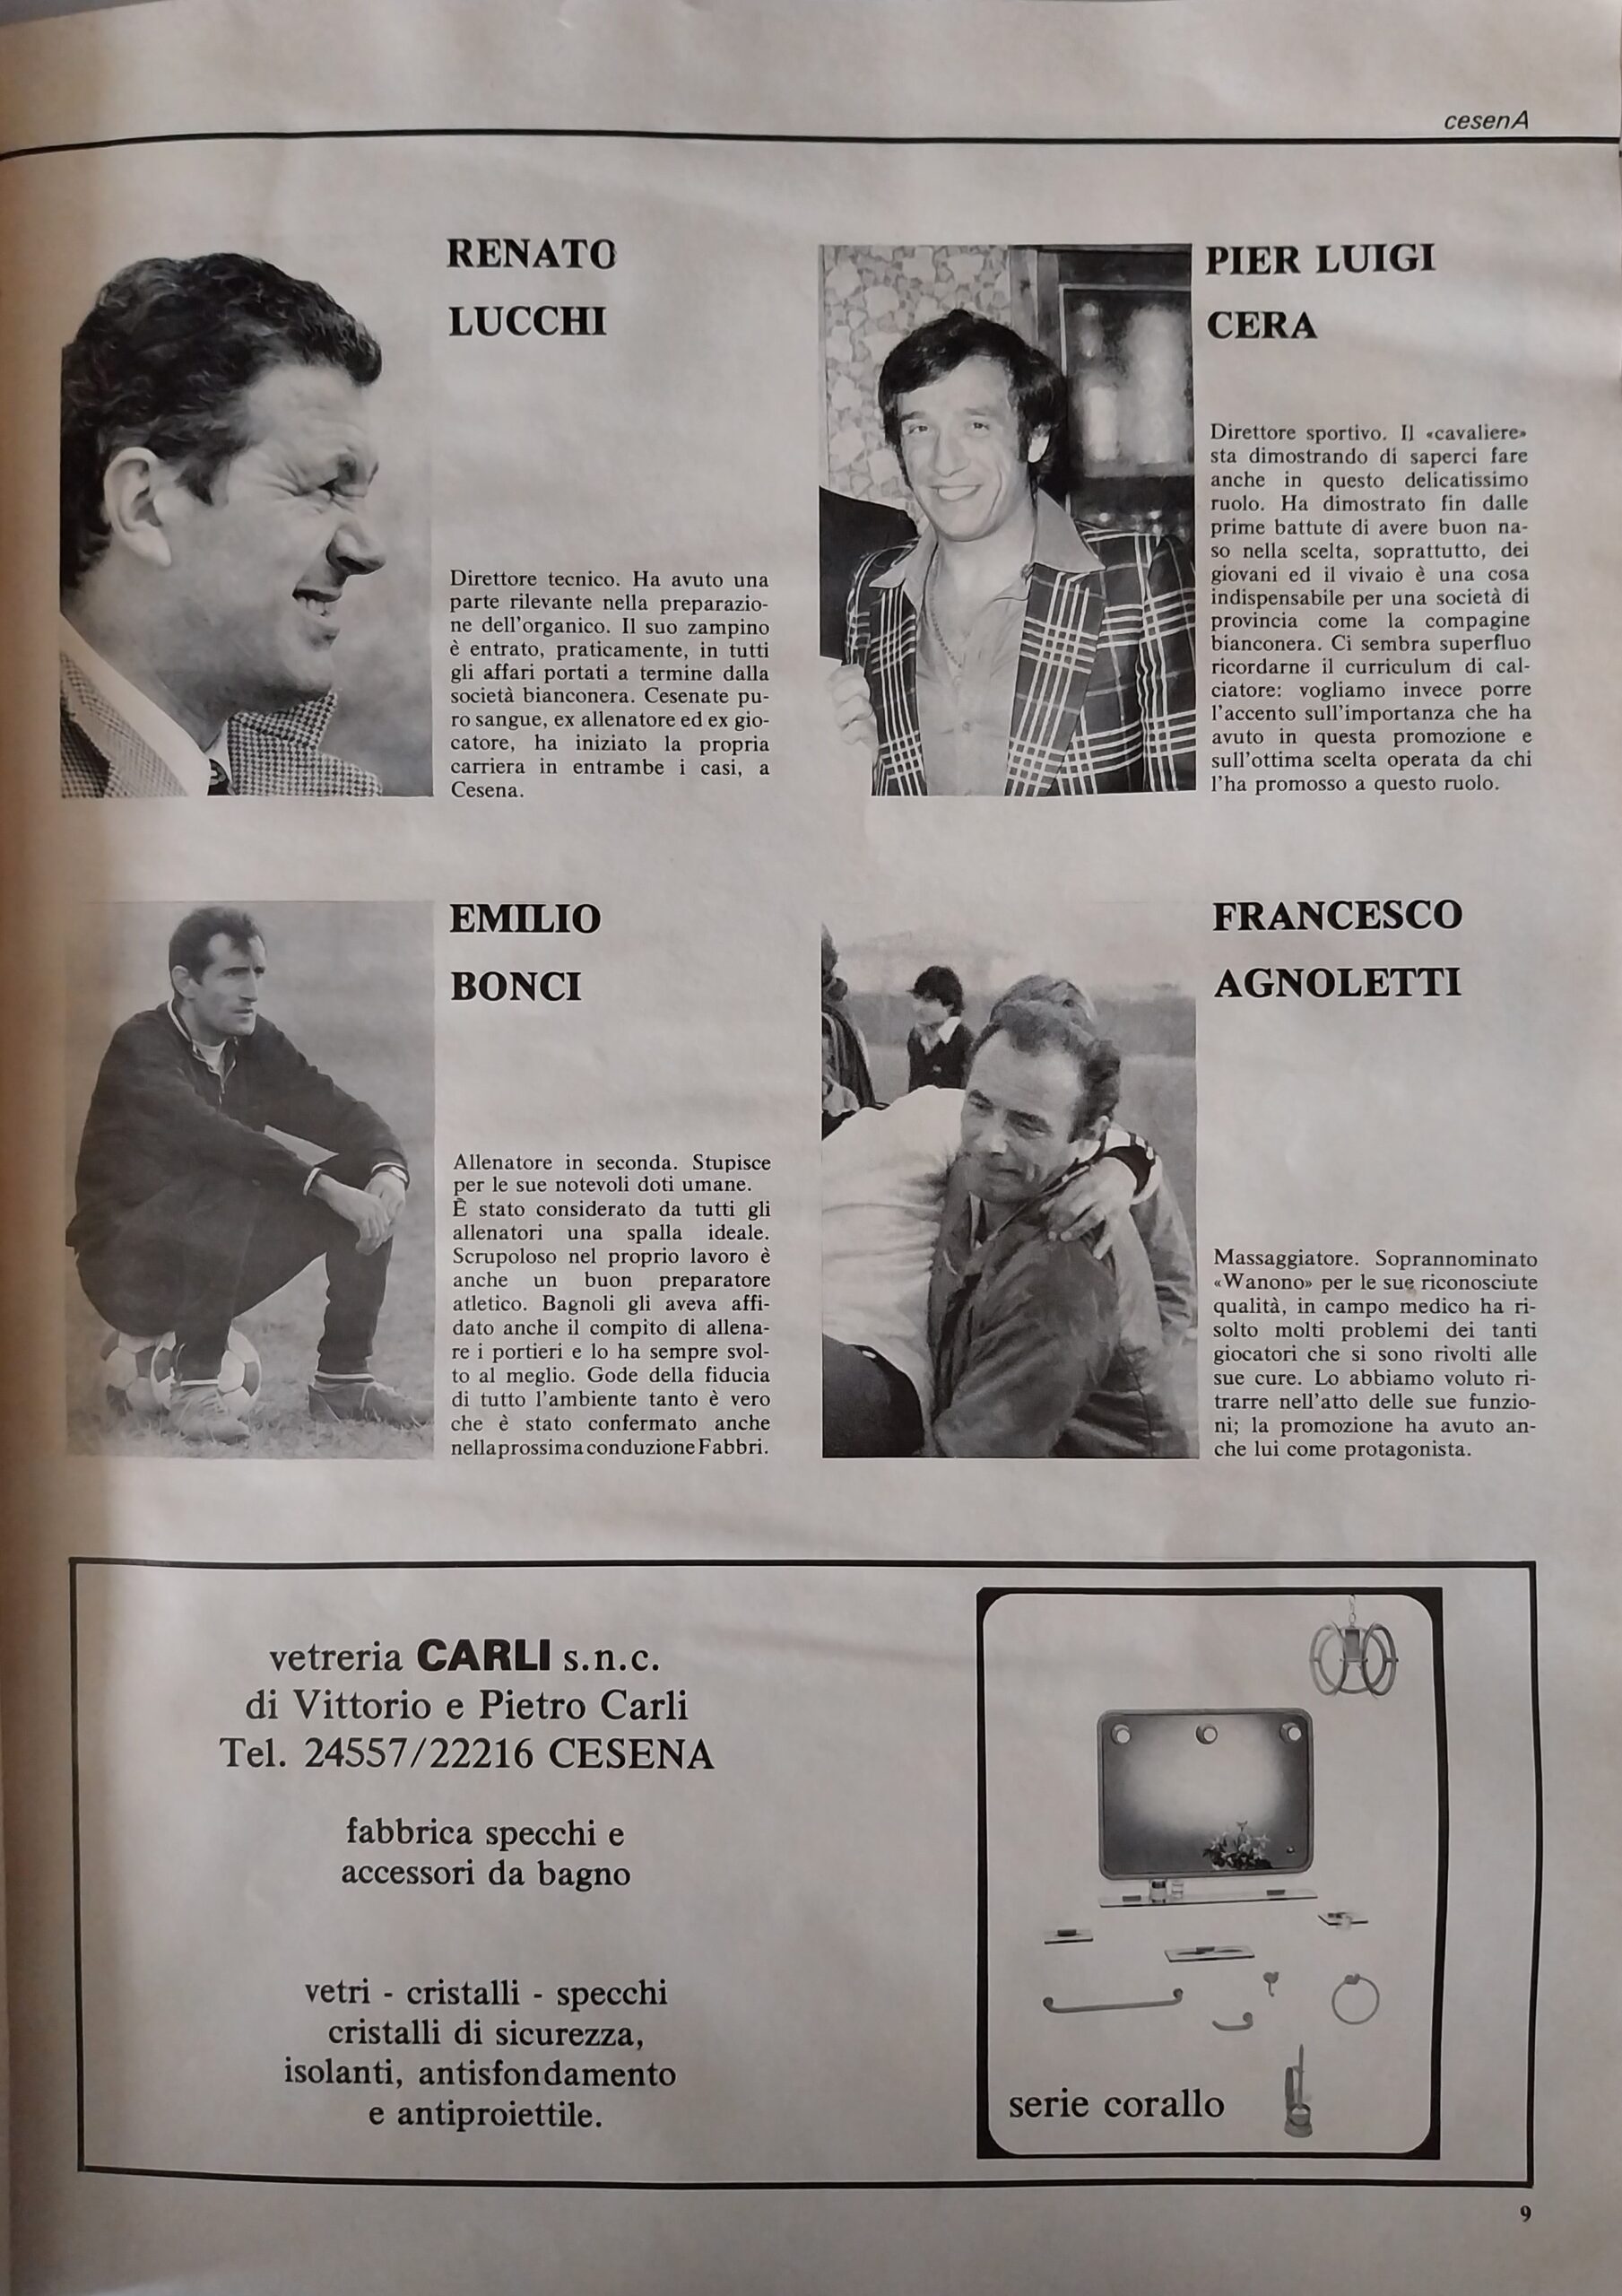 cesenA
RENATO
LUCCHI
Direttore tecnico. Ha avuto una
parte rilevante nella preparazio-
ne dell'organico. Il suo zampino
è entrato, praticamente, in tutti
gli affari portati a termine dalla
società bianconera. Cesenate pu-
ro sangue, ex allenatore ed ex gio-
catore, ha iniziato la propria
carriera in entrambe i casi, a
Cesena.
PIER LUIGI
CERA
Direttore sportivo. Il «cavaliere»
sta dimostrando di saperci fare
anche in questo delicatissimo
ruolo. Ha dimostrato fin dalle
prime battute di avere buon na-
so nella scelta, soprattutto, dei
giovani ed il vivaio è una cosa
indispensabile per una società di
provincia come la compagine
bianconera. Ci sembra superfluo
ricordarne il curriculum di cal-
ciatore: vogliamo invece porre
l'accento sull'importanza che ha
avuto in questa promozione e
sull'ottima scelta operata da chi
l'ha promosso a questo ruolo.
EMILIO
BONCI
Allenatore in seconda. Stupisce
per le sue notevoli doti umane.
È stato considerato da tutti gli
allenatori una spalla ideale.
Scrupoloso nel proprio lavoro è
anche un buon preparatore
atletico. Bagnoli gli aveva affi-
dato anche il compito di allena-
re i portieri e lo ha sempre svol-
to al meglio. Gode della fiducia
di tutto l'ambiente tanto è vero
che è stato confermato anche
nella prossima conduzione Fabbri.
FRANCESCO
AGNOLETTI
Massaggiatore. Soprannominato
«Wanono» per le sue riconosciute
qualità, in campo medico ha ri-
solto molti problemi dei tanti
giocatori che si sono rivolti alle
sue cure. Lo abbiamo voluto ri-
trarre nell'atto delle sue funzio-
ni; la promozione ha avuto an-
che lui come protagonista.
vetreria CARLI s.n.c.
di Vittorio e Pietro Carli
Tel. 24557/22216 CESENA
fabbrica specchi e
accessori da bagno
vetri - cristalli - specchi
cristalli di sicurezza,
isolanti, antisfondamento
e antiproiettile.
serie corallo
9